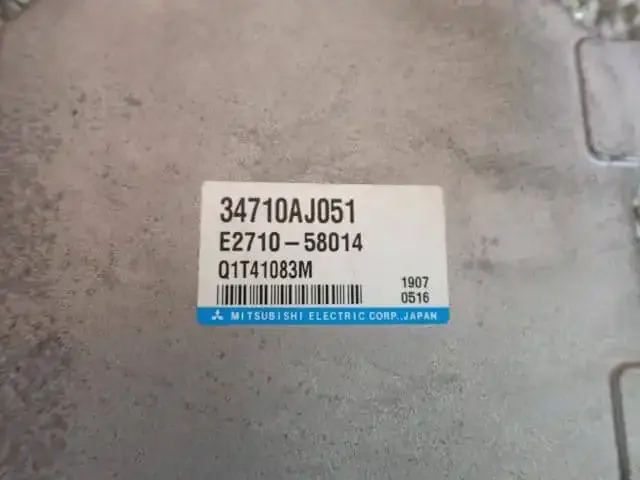 34710AJ051
E2710-58014
Q1T41083M
1907
0516
MITSUBISHI ELECTRIC CORP.,JAPAN